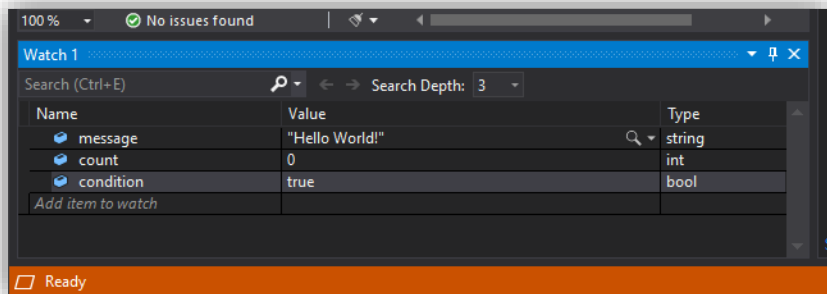 100 % No issues found
Watch 1
Search (Ctrl+E) Search Depth: 3
Name Value Type
message "Hello World!" string
count 0 int
condition true bool
Add item to watch
Ready